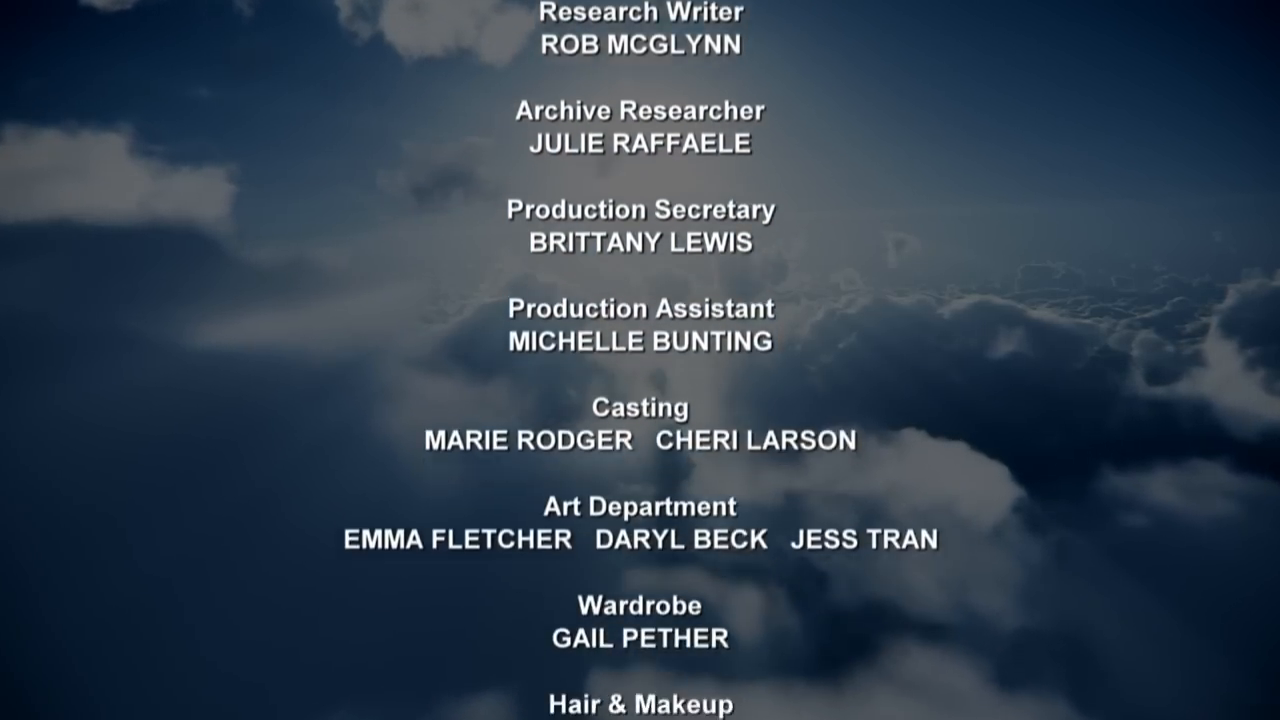 Research Writer
ROB MCGLYNN
Archive Researcher
JULIE RAFFAELE
Production Secretary
BRITTANY LEWIS
Production Assistant
MICHELLE BUNTING
Casting
MARIE RODGER CHERI LARSON
Art Department
EMMA FLETCHER DARYL BECK JESS TRAN
Wardrobe
GAIL PETHER
Hair & Makeup